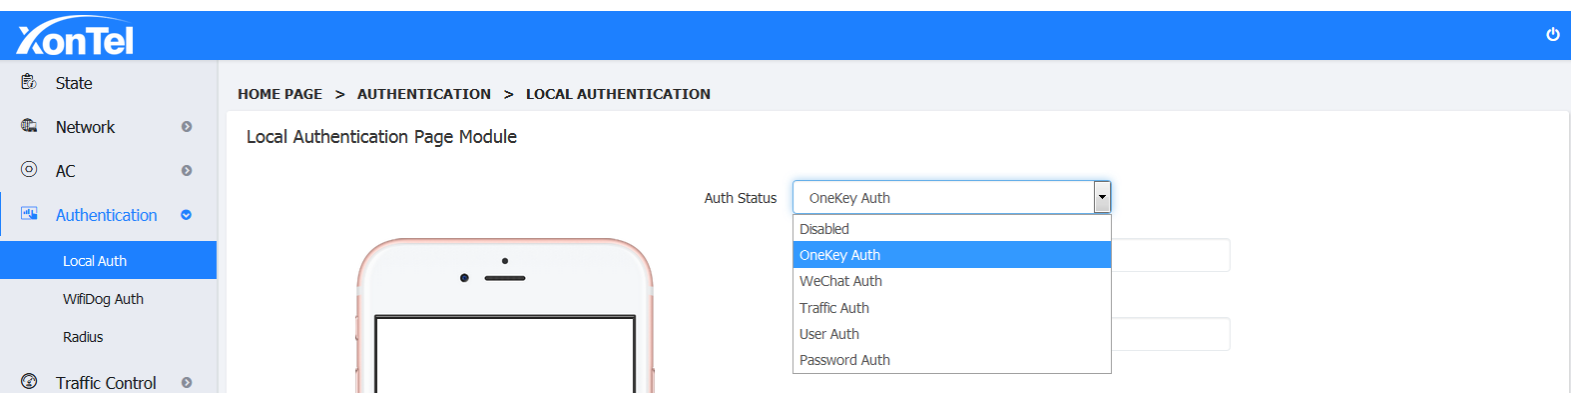 XonTel
State
HOME PAGE > AUTHENTICATION > LOCAL AUTHENTICATION
Network
Local Authentication Page Module
AC
Auth Status OneKey Auth
Authentication
Disabled
OneKey Auth
WeChat Auth
Traffic Auth
User Auth
Password Auth
Local Auth
WifiDog Auth
Radius
Traffic Control